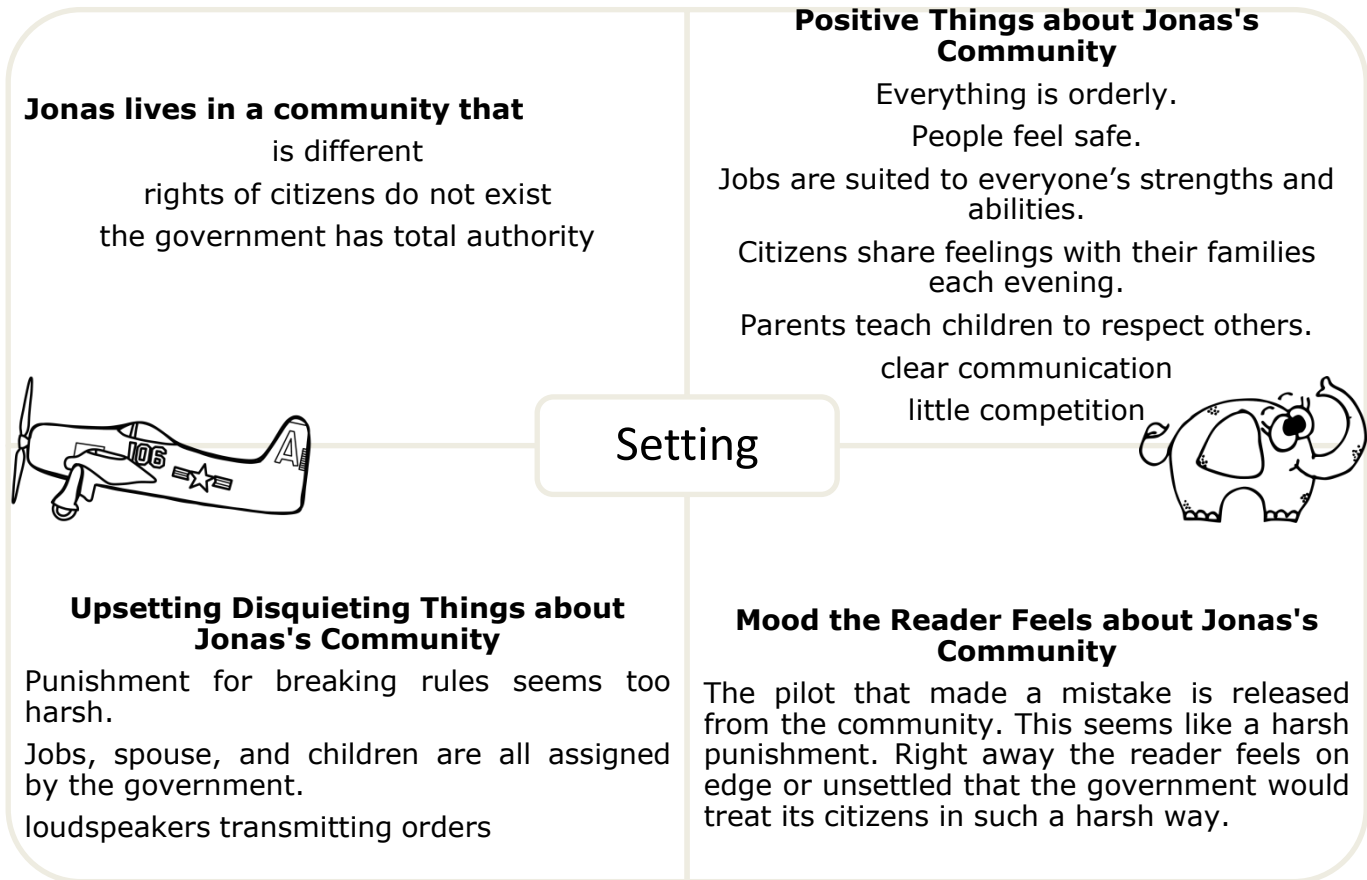 Jonas lives in a community that
is different
rights of citizens do not exist
the government has total authority
Positive Things about Jonas's
Community
Everything is orderly.
People feel safe.
Jobs are suited to everyone’s strengths and
abilities.
Citizens share feelings with their families
each evening.
Parents teach children to respect others.
clear communication
little competition
106
A
Setting
Upsetting Disquieting Things about
Jonas's Community
Punishment for breaking rules seems too
harsh.
Jobs, spouse, and children are all assigned
by the government.
loudspeakers transmitting orders
Mood the Reader Feels about Jonas's
Community
The pilot that made a mistake is released
from the community. This seems like a harsh
punishment. Right away the reader feels on
edge or unsettled that the government would
treat its citizens in such a harsh way.